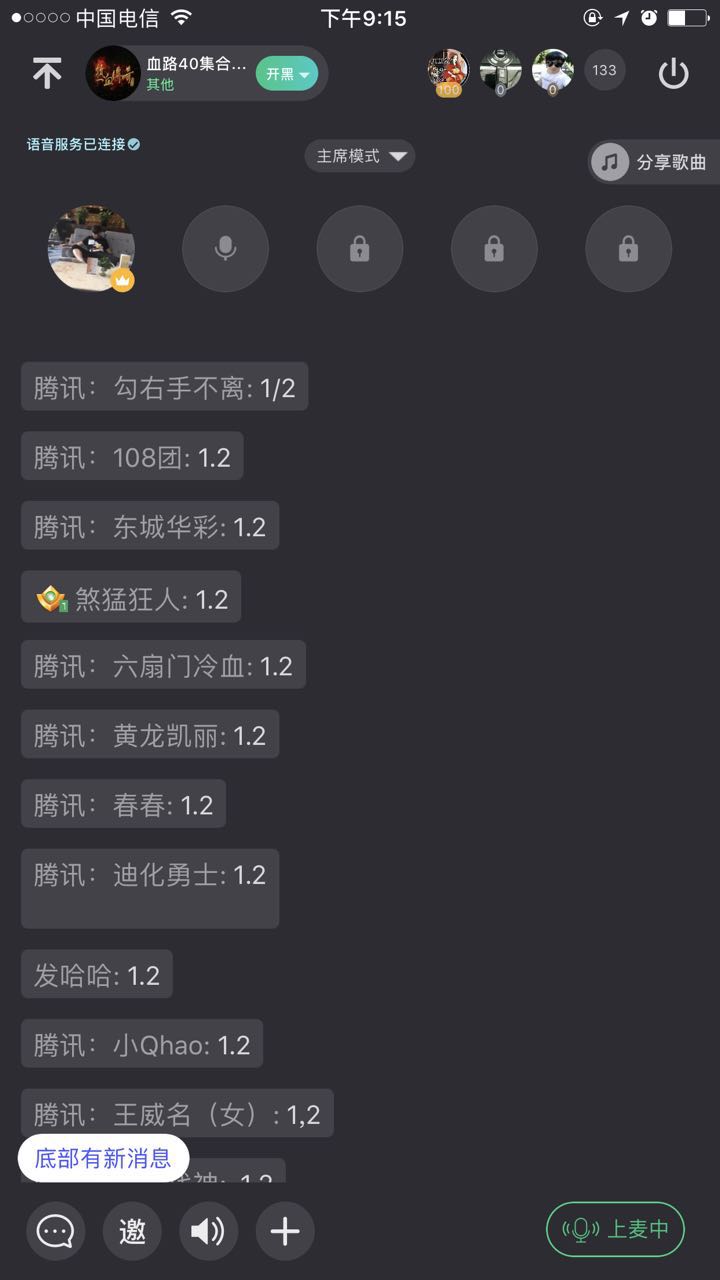 中国电信 下午9:15
血路40集合...
其他
开黑
100 0 0 133
语音服务已连接
主席模式
分享歌曲
腾讯：勾右手不离: 1/2
腾讯：108团: 1.2
腾讯：东城华彩: 1.2
1 煞猛狂人: 1.2
腾讯：六扇门冷血: 1.2
腾讯：黄龙凯丽: 1.2
腾讯：春春: 1.2
腾讯：迪化勇士: 1.2
发哈哈: 1.2
腾讯：小Qhao: 1.2
腾讯：王威名（女）: 1,2
底部有新消息
神: 1.2
邀
上麦中